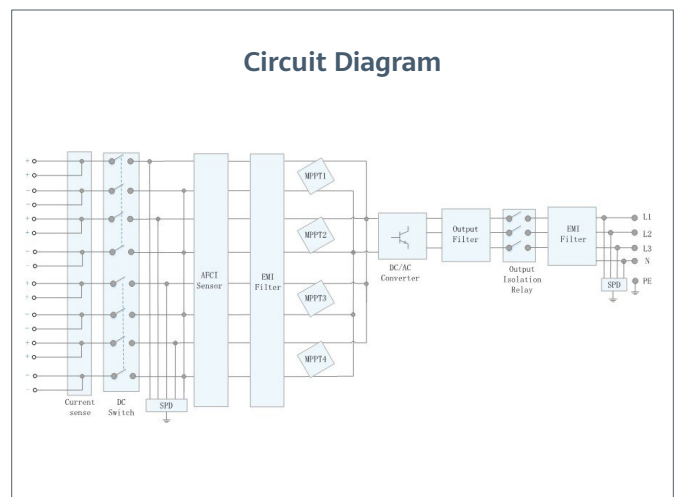 Circuit Diagram
+
+
-
-
+
+
-
-
+
+
-
-
+
+
-
-
Current
sense
DC
Switch
SPD
AFCI
Sensor
EMI
Filter
MPPT1
MPPT2
MPPT3
MPPT4
DC/AC
Converter
Output
Filter
Output
Isolation
Relay
EMI
Filter
SPD
L1
L2
L3
N
PE